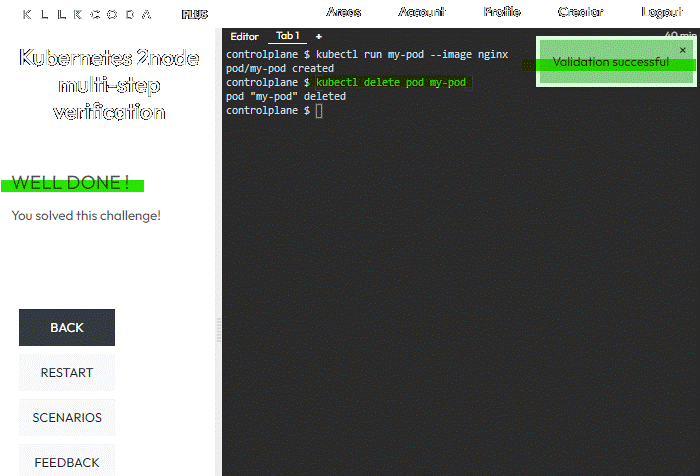 KILLERCODA PLUS
Areas Account Profile Creator Logout
Kubernetes 2node
multi-step
verification
WELL DONE !
You solved this challenge!
BACK
RESTART
SCENARIOS
FEEDBACK
Editor Tab 1 +
60 min
controlplane $ kubectl run my-pod --image nginx
pod/my-pod created
controlplane $ kubectl delete pod my-pod
pod "my-pod" deleted
controlplane $
Validation successful ×